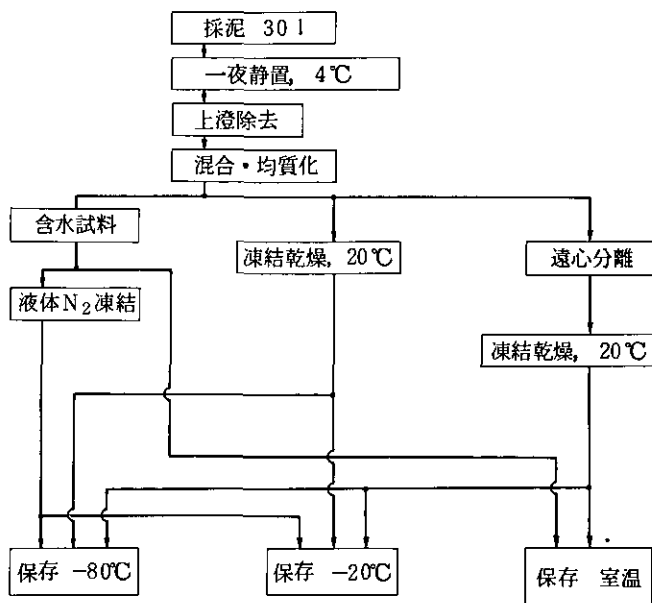 採泥 30 l
一夜静置, 4℃
上澄除去
混合・均質化
含水試料
凍結乾燥, 20℃
遠心分離
液体N₂凍結
凍結乾燥, 20℃
保存 −80℃
保存 −20℃
保存 室温